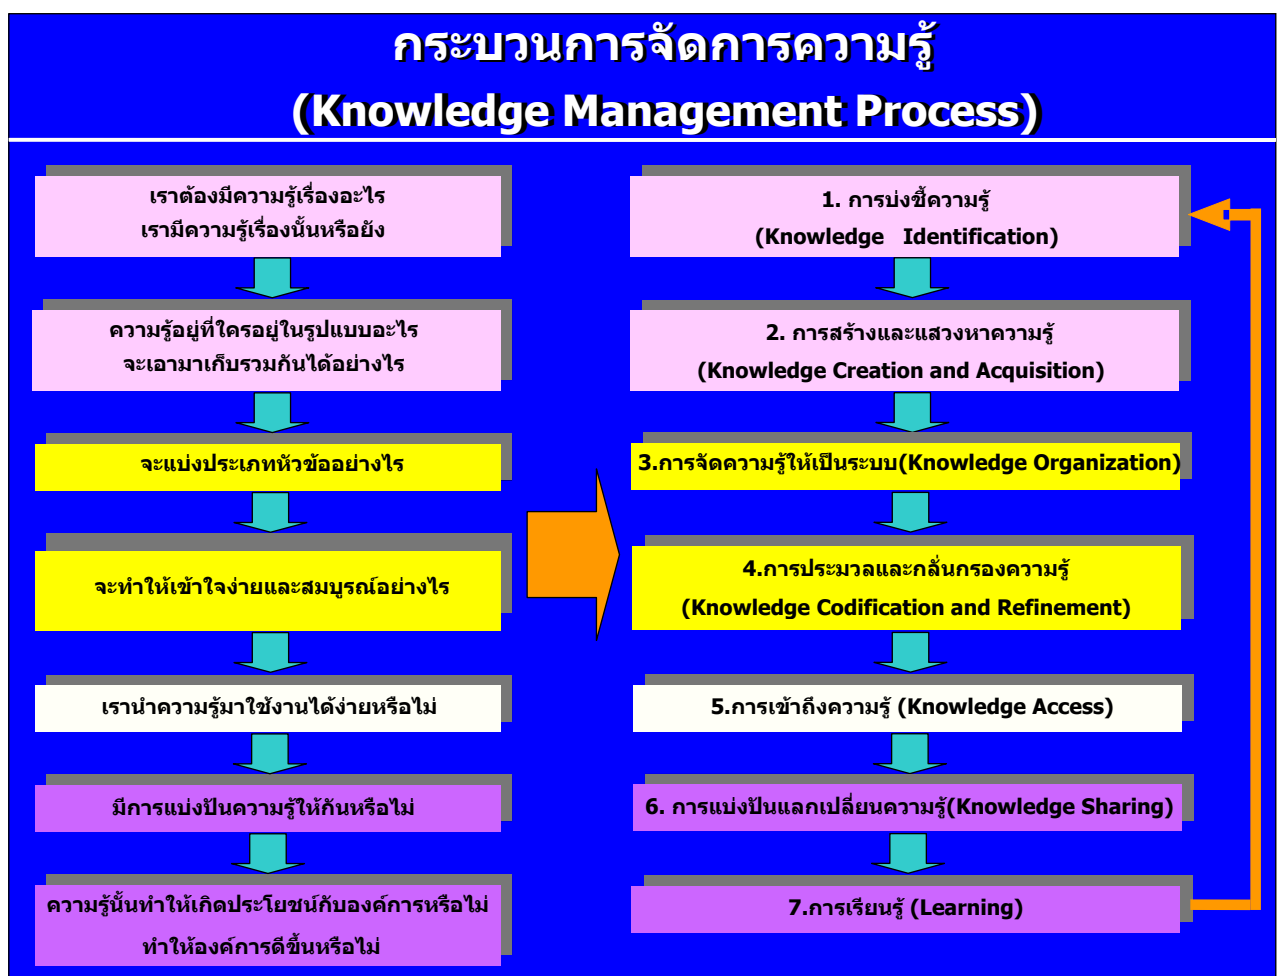 กระบวนการจัดการความรู้
(Knowledge Management Process)
เราต้องมีความรู้เรื่องอะไร
เรามีความรู้เรื่องนั้นหรือยัง
ความรู้อยู่ที่ใครอยู่ในรูปแบบอะไร
จะเอามาเก็บรวมกันได้อย่างไร
จะแบ่งประเภทหัวข้ออย่างไร
จะทำให้เข้าใจง่ายและสมบูรณ์อย่างไร
เรานำความรู้มาใช้งานได้ง่ายหรือไม่
มีการแบ่งปันความรู้ให้กันหรือไม่
ความรู้นั้นทำให้เกิดประโยชน์กับองค์การหรือไม่
ทำให้องค์การดีขึ้นหรือไม่
1. การบ่งชี้ความรู้
(Knowledge Identification)
2. การสร้างและแสวงหาความรู้
(Knowledge Creation and Acquisition)
3.การจัดความรู้ให้เป็นระบบ(Knowledge Organization)
4.การประมวลและกลั่นกรองความรู้
(Knowledge Codification and Refinement)
5.การเข้าถึงความรู้ (Knowledge Access)
6. การแบ่งปันแลกเปลี่ยนความรู้(Knowledge Sharing)
7.การเรียนรู้ (Learning)